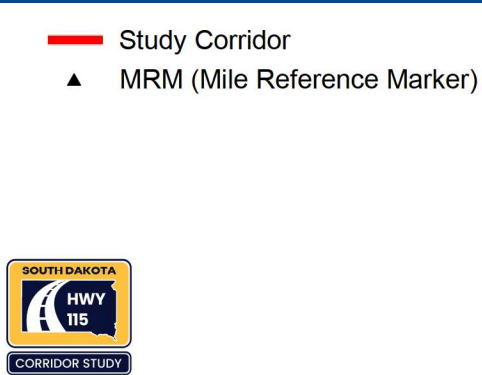 Study Corridor
MRM (Mile Reference Marker)
SOUTH DAKOTA
HWY
115
CORRIDOR STUDY